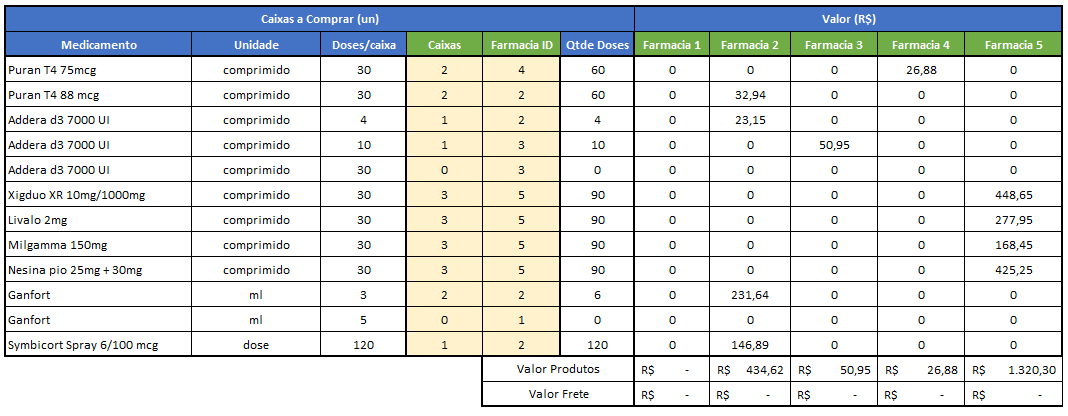 Caixas a Comprar (un) Valor (R$)
Medicamento Unidade Doses/caixa Caixas Farmacia ID Qtde Doses Farmacia 1 Farmacia 2 Farmacia 3 Farmacia 4 Farmacia 5
Puran T4 75mcg comprimido 30 2 4 60 0 0 0 26,88 0
Puran T4 88 mcg comprimido 30 2 2 60 0 32,94 0 0 0
Addera d3 7000 UI comprimido 4 1 2 4 0 23,15 0 0 0
Addera d3 7000 UI comprimido 10 1 3 10 0 0 50,95 0 0
Addera d3 7000 UI comprimido 0 3 0 0 0 0 0 0
Xigduo XR 10mg/1000mg comprimido 30 3 5 90 0 0 0 0 448,65
Livalo 2mg comprimido 30 3 5 90 0 0 0 0 277,95
Milgamma 150mg comprimido 30 3 5 90 0 0 0 0 168,45
Nesina pio 25mg + 30mg comprimido 30 3 5 90 0 0 0 0 425,25
Ganfort ml 3 2 2 6 0 231,64 0 0 0
Ganfort ml 5 0 1 0 0 0 0 0 0
Symbicort Spray 6/100 mcg dose 120 1 2 120 0 146,89 0 0 0
Valor Produtos R$ - R$ 434,62 R$ 50,95 R$ 26,88 R$ 1.320,30
Valor Frete R$ - R$ - R$ - R$ - R$ -